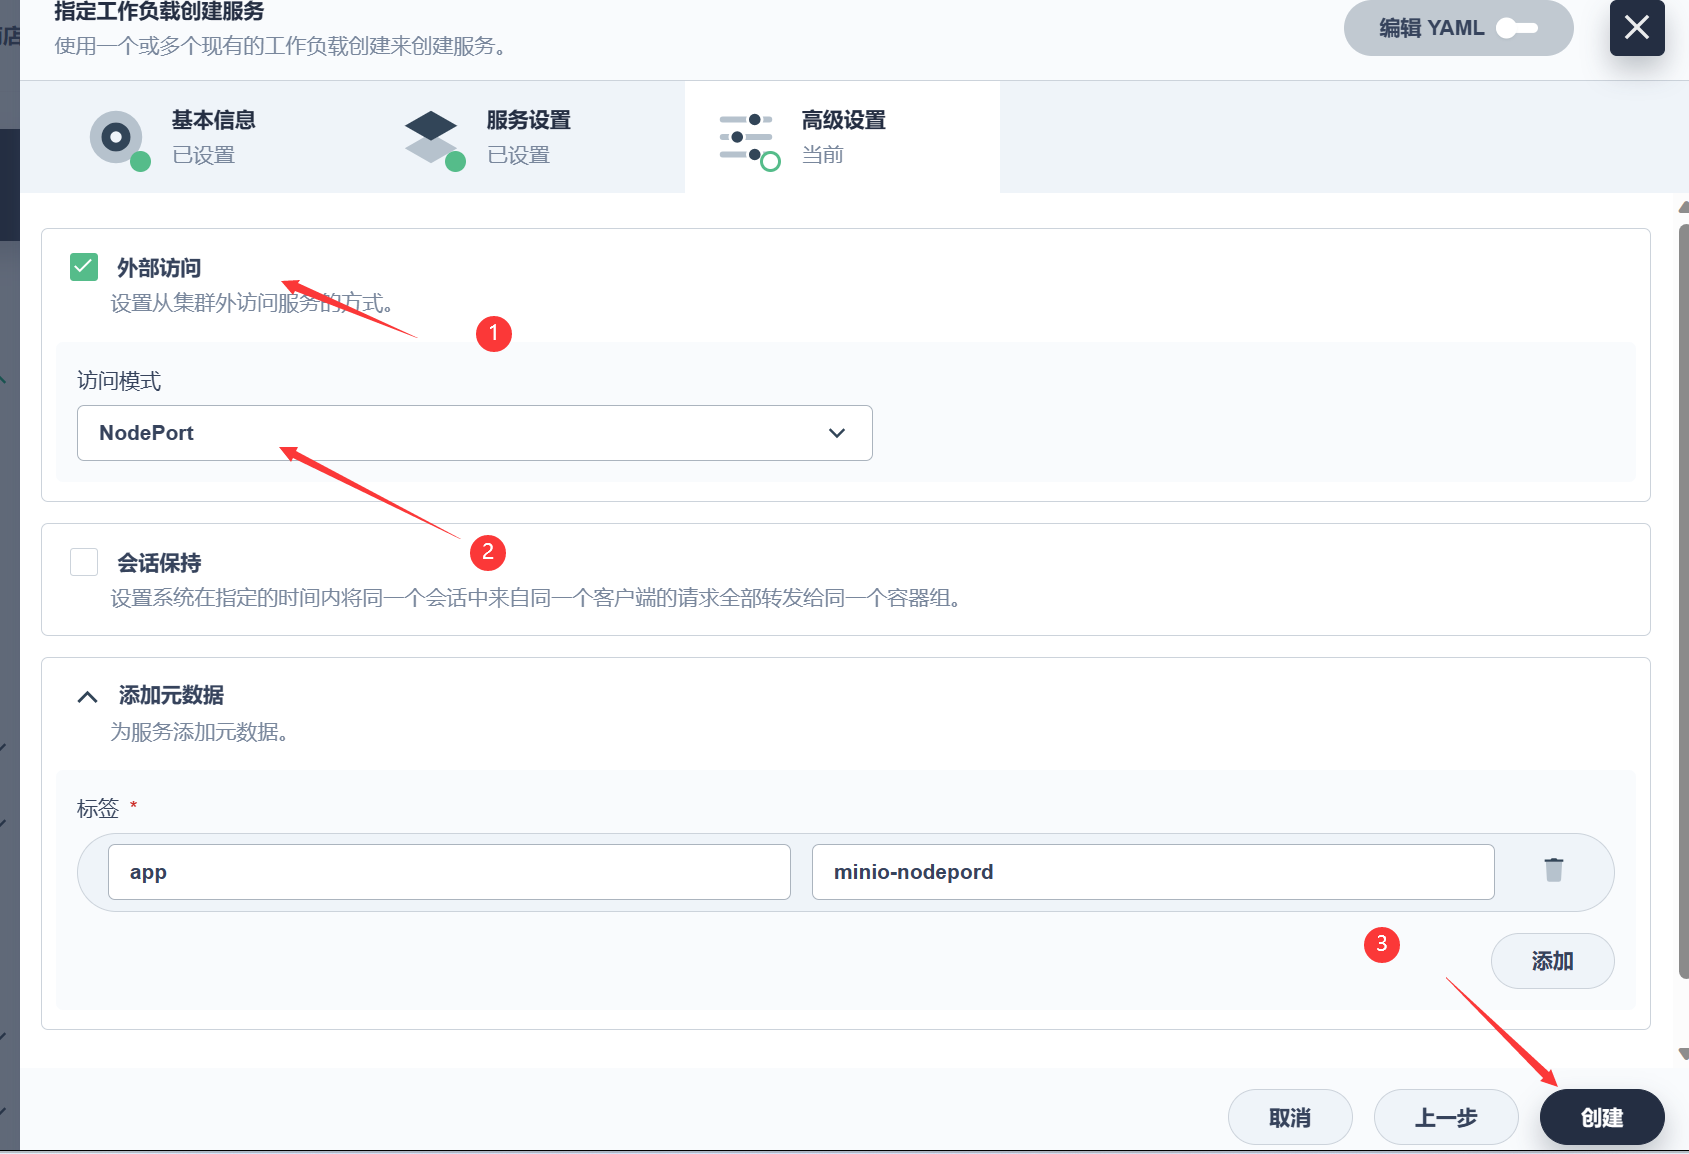 指定工作负载创建服务
使用一个或多个现有的工作负载创建来创建服务。
编辑 YAML
店
基本信息
已设置
服务设置
已设置
高级设置
当前
外部访问
设置从集群外访问服务的方式。
1
访问模式
NodePort
2
会话保持
设置系统在指定的时间内将同一个会话中来自同一个客户端的请求全部转发给同一个容器组。
添加元数据
为服务添加元数据。
标签 *
app
minio-nodepord
3
添加
取消
上一步
创建